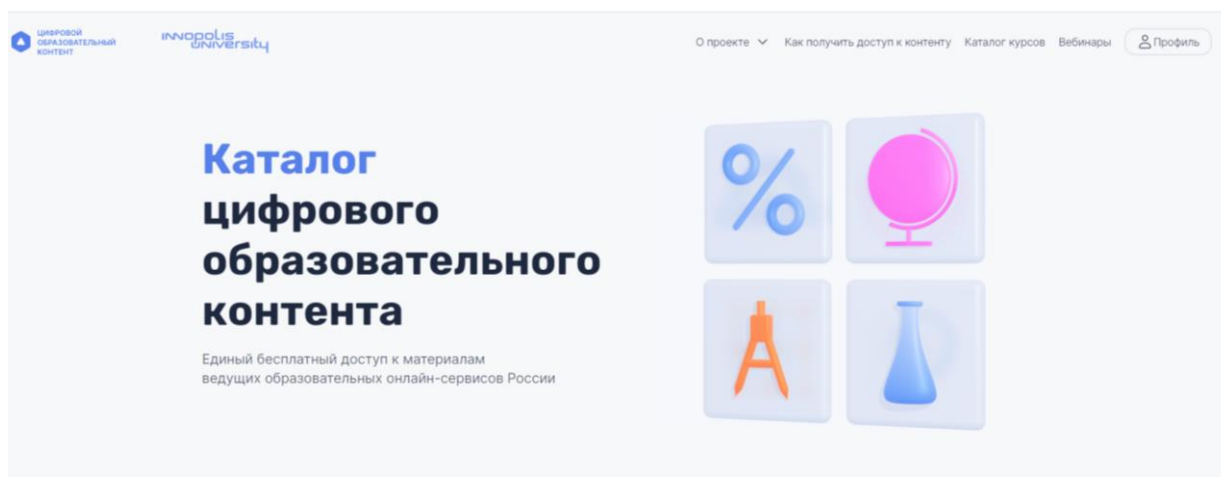 ЦИФРОВОЙ
ОБРАЗОВАТЕЛЬНЫЙ
КОНТЕНТ
INNOPOLIS
UNIVERSITY
О проекте Как получить доступ к контенту Каталог курсов Вебинары Профиль
Каталог
цифрового
образовательного
контента
Единый бесплатный доступ к материалам
ведущих образовательных онлайн-сервисов России